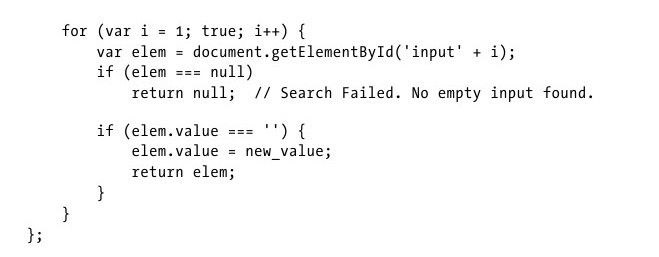 for (var i = 1; true; i++) {
var elem = document.getElementById('input' + i);
if (elem === null)
return null;  // Search Failed. No empty input found.
if (elem.value === '') {
elem.value = new_value;
return elem;
}
}
};